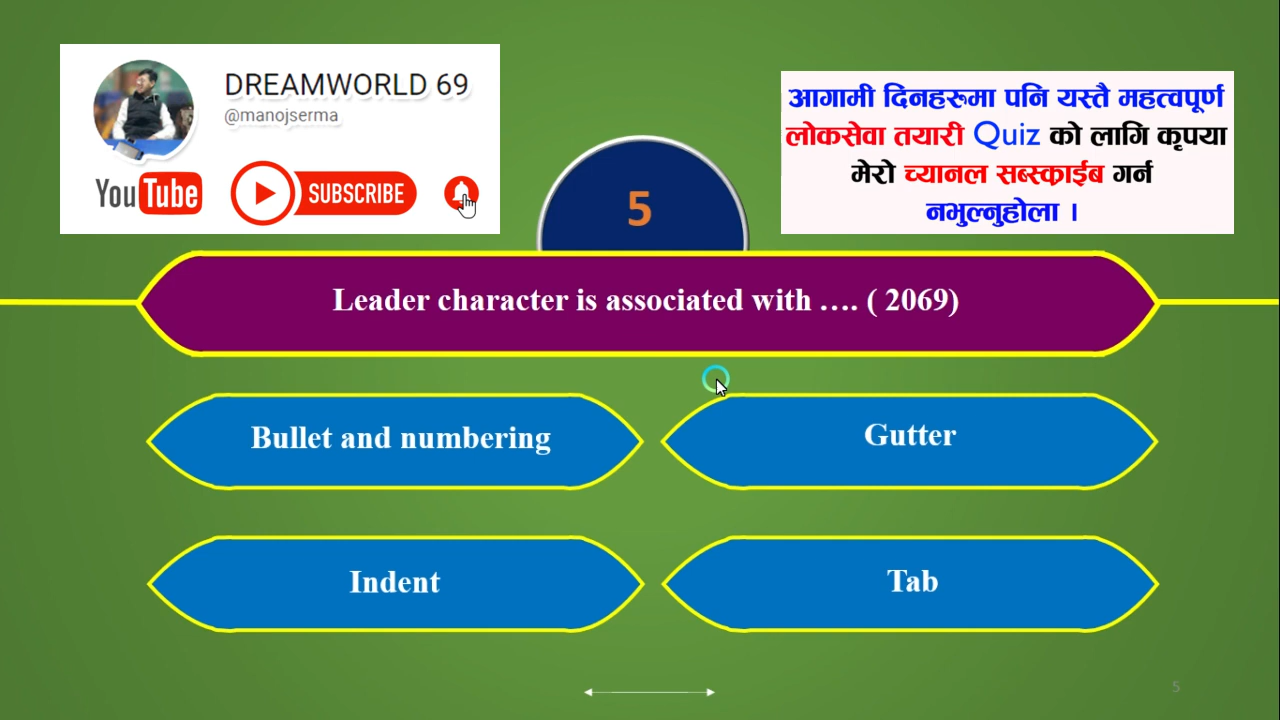 DREAMWORLD 69
@manojserma
YouTube
SUBSCRIBE
आगामी दिनहरूमा पनि यस्तै महत्वपूर्ण
लोकसेवा तयारी Quiz को लागि कृपया
मेरो च्यानल सब्स्क्राईब गर्न
नभुल्नुहोला ।
5
Leader character is associated with …. ( 2069)
Bullet and numbering
Gutter
Indent
Tab
5